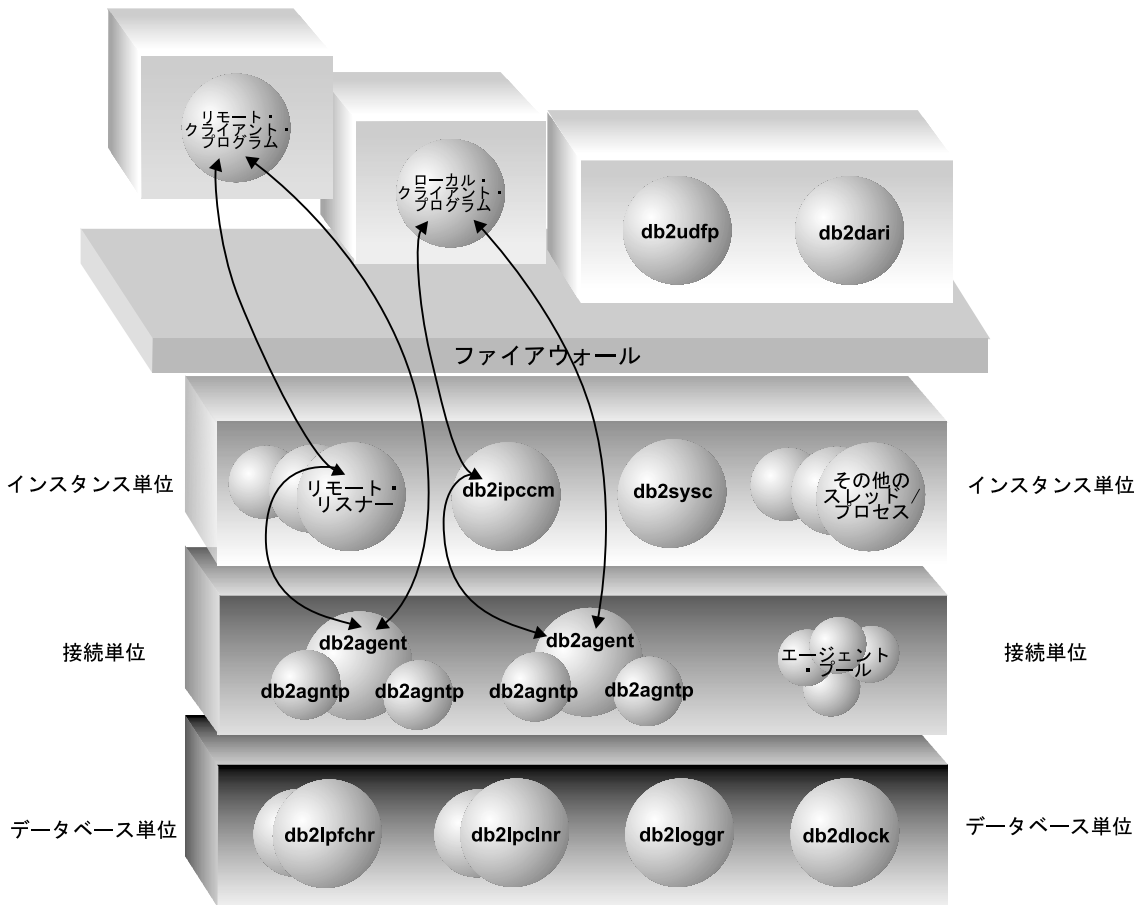 リモート・
クライアント・
プログラム
ローカル・
クライアント・
プログラム
db2udfp
db2dari
ファイアウォール
インスタンス単位
リモート・
リスナー
db2ipccm
db2sysc
その他の
スレッド／
プロセス
インスタンス単位
接続単位
db2agent
db2agntp
db2agntp
db2agent
db2agntp
db2agntp
エージェント
・プール
接続単位
データベース単位
db2lpfchr
db2lpclnr
db2loggr
db2dlock
データベース単位